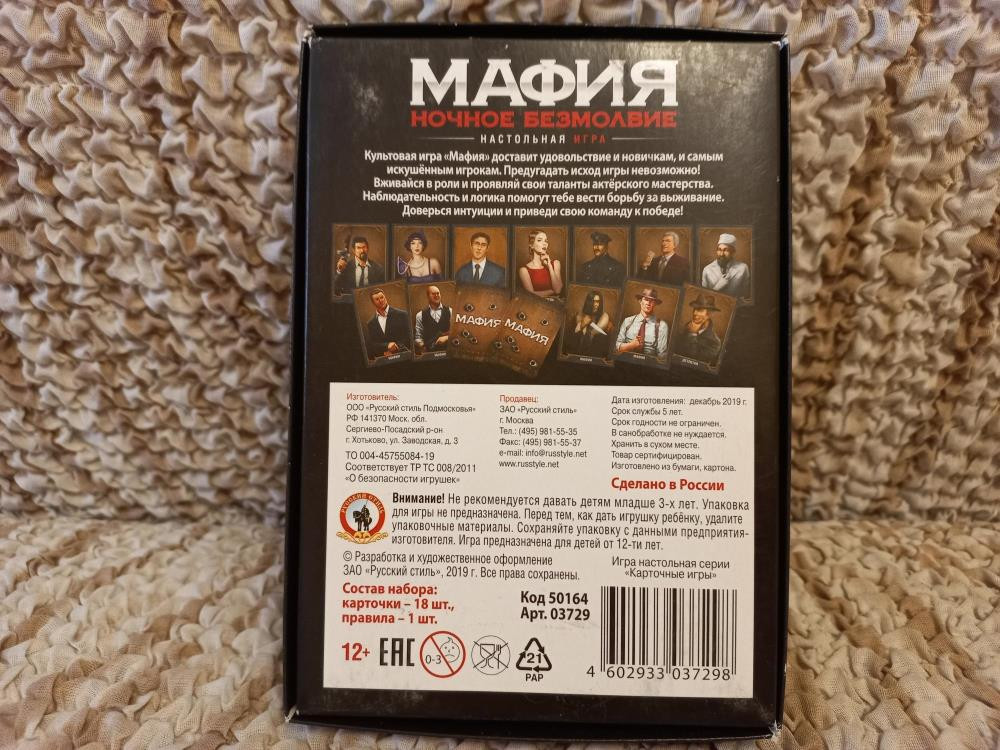 МАФИЯ
НОЧНОЕ БЕЗМОЛВИЕ
НАСТОЛЬНАЯ ИГРА
Культовая игра «Мафия» доставит удовольствие и новичкам, и самым
искушённым игрокам. Предугадать исход игры невозможно!
Вживайся в роли и проявляй свои таланты актёрского мастерства.
Наблюдательность и логика помогут тебе вести борьбу за выживание.
Доверься интуиции и приведи свою команду к победе!
МАФИЯ МАФИЯ
Изготовитель:
ООО «Русский стиль Подмосковья»
РФ 141370 Моск. обл.
Сергиево-Посадский р-он
г. Хотьково, ул. Заводская, д. 3
ТО 004-45755084-19
Соответствует ТР ТС 008/2011
«О безопасности игрушек»
Продавец:
ЗАО «Русский стиль»
г. Москва
Тел.: (495) 981-55-35
Факс: (495) 981-55-37
e-mail: info@russtyle.net
www.russtyle.net
Дата изготовления: декабрь 2019 г.
Срок службы 5 лет.
Срок годности не ограничен.
В санобработке не нуждается.
Хранить в сухом месте.
Товар сертифицирован.
Изготовлено из бумаги, картона.
Сделано в России
РУССКИЙ СТИЛЬ
Внимание! Не рекомендуется давать детям младше 3-х лет. Упаковка
для игры не предназначена. Перед тем, как дать игрушку ребёнку, удалите
упаковочные материалы. Сохраняйте упаковку с данными предприятия-
изготовителя. Игра предназначена для детей от 12-ти лет.
© Разработка и художественное оформление
ЗАО «Русский стиль», 2019 г. Все права сохранены.
Игра настольная серии
«Карточные игры»
Состав набора:
карточки – 18 шт.,
правила – 1 шт.
Код 50164
Арт. 03729
12+ ЕАС 0-3 21
PAP
4 602933 037298